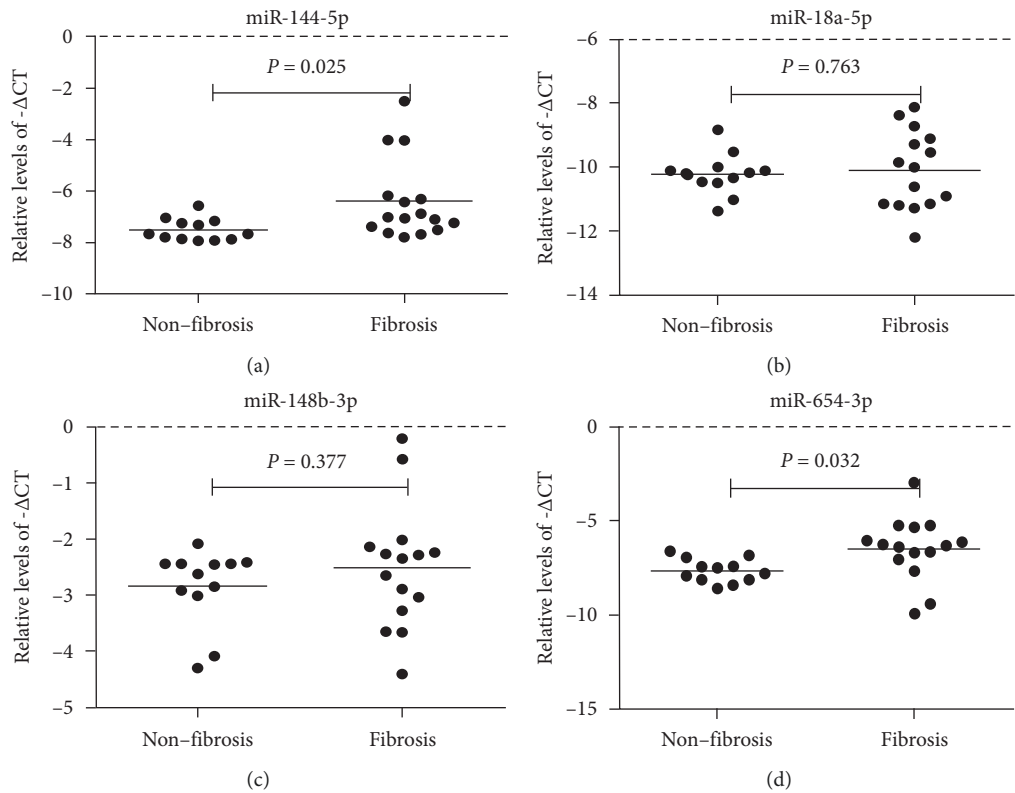 miR-144-5p
0
−2
−4
−6
−8
−10
Relative levels of -ΔCT
P = 0.025
Non–fibrosis
Fibrosis
(a)
miR-18a-5p
−6
−8
−10
−12
−14
Relative levels of -ΔCT
P = 0.763
Non–fibrosis
Fibrosis
(b)
miR-148b-3p
0
−1
−2
−3
−4
−5
Relative levels of -ΔCT
P = 0.377
Non–fibrosis
Fibrosis
(c)
miR-654-3p
0
−5
−10
−15
Relative levels of -ΔCT
P = 0.032
Non–fibrosis
Fibrosis
(d)